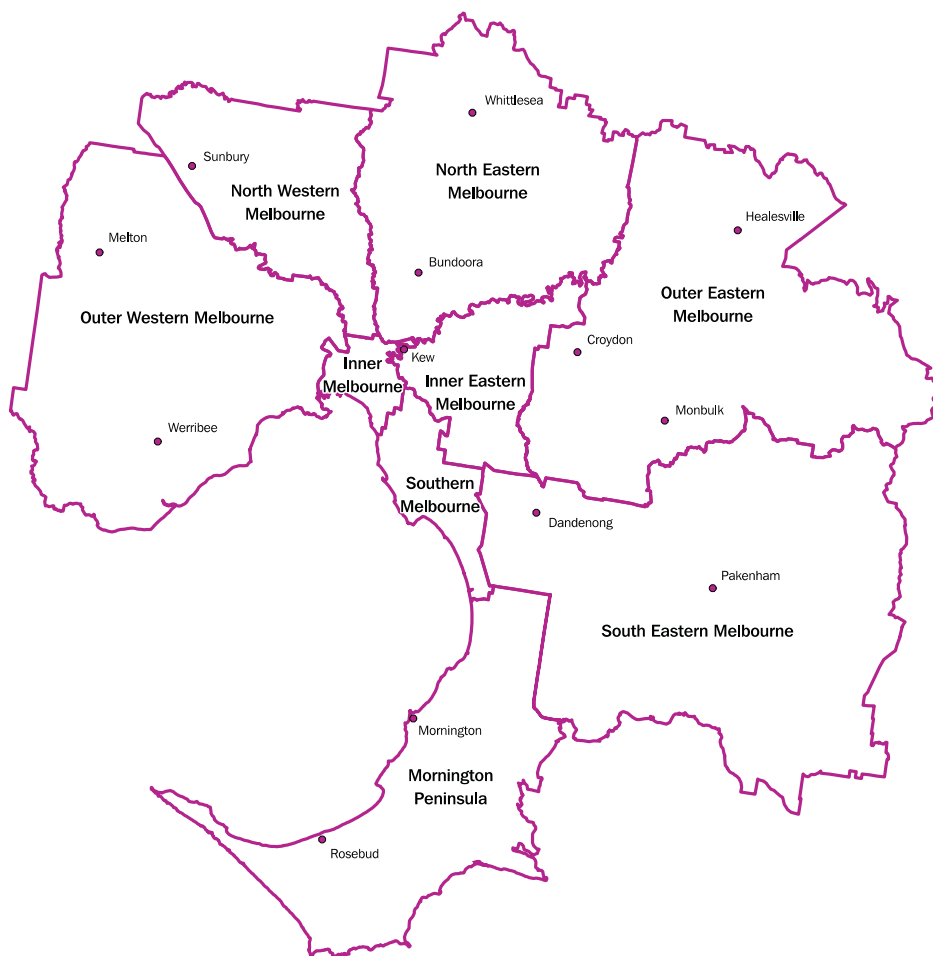 Whittlesea
Sunbury
North Eastern
Melbourne
North Western
Melbourne
Healesville
Melton
Bundoora
Outer Eastern
Melbourne
Outer Western Melbourne
Croydon
Kew
Inner
Melbourne
Inner Eastern
Melbourne
Monbulk
Werribee
Southern
Melbourne
Dandenong
Pakenham
South Eastern Melbourne
Mornington
Mornington
Peninsula
Rosebud